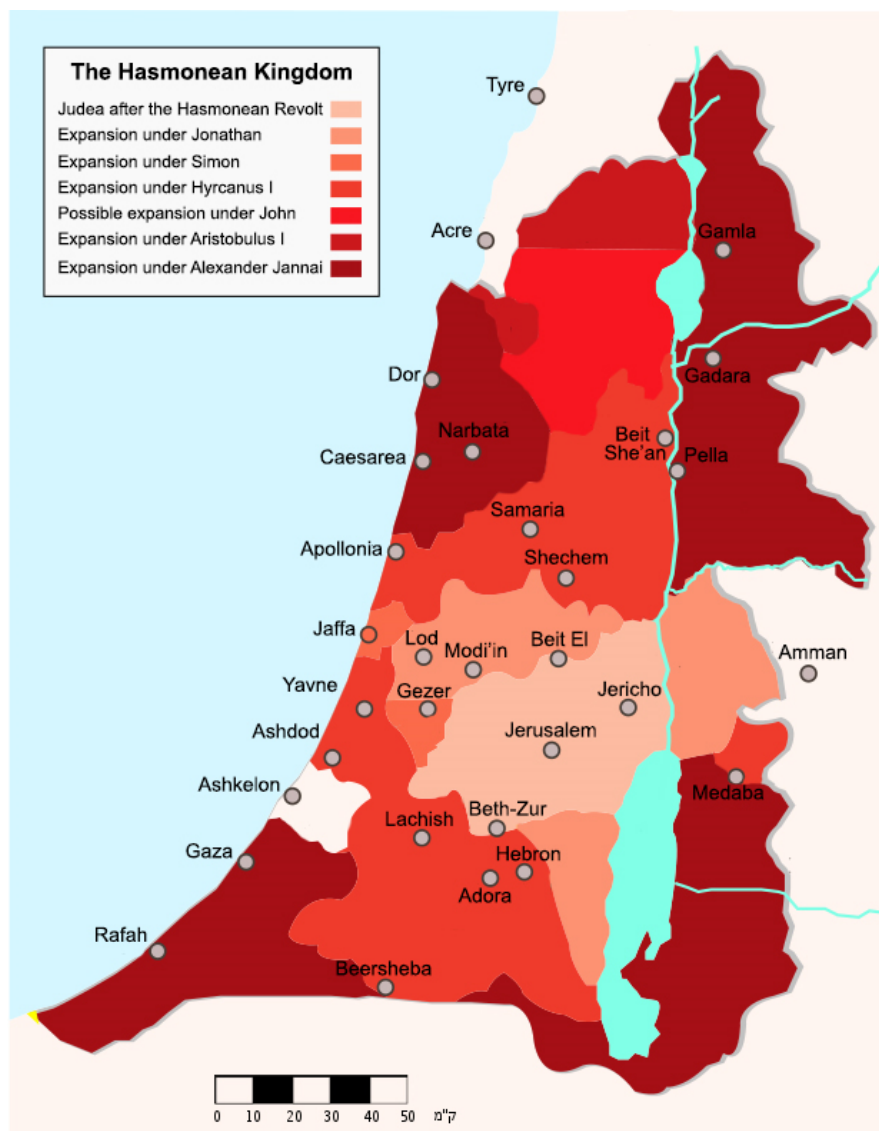 The Hasmonean Kingdom
Judea after the Hasmonean Revolt
Expansion under Jonathan
Expansion under Simon
Expansion under Hyrcanus I
Possible expansion under John
Expansion under Aristobulus I
Expansion under Alexander Jannai
Tyre
Acre
Gamla
Dor
Gadara
Narbata
Beit
She'an
Caesarea
Pella
Samaria
Apollonia
Shechem
Jaffa
Lod
Modi'in
Beit El
Amman
Yavne
Gezer
Jericho
Ashdod
Jerusalem
Ashkelon
Medaba
Lachish
Beth-Zur
Gaza
Hebron
Adora
Rafah
Beersheba
0 10 20 30 40 50 ק"מ